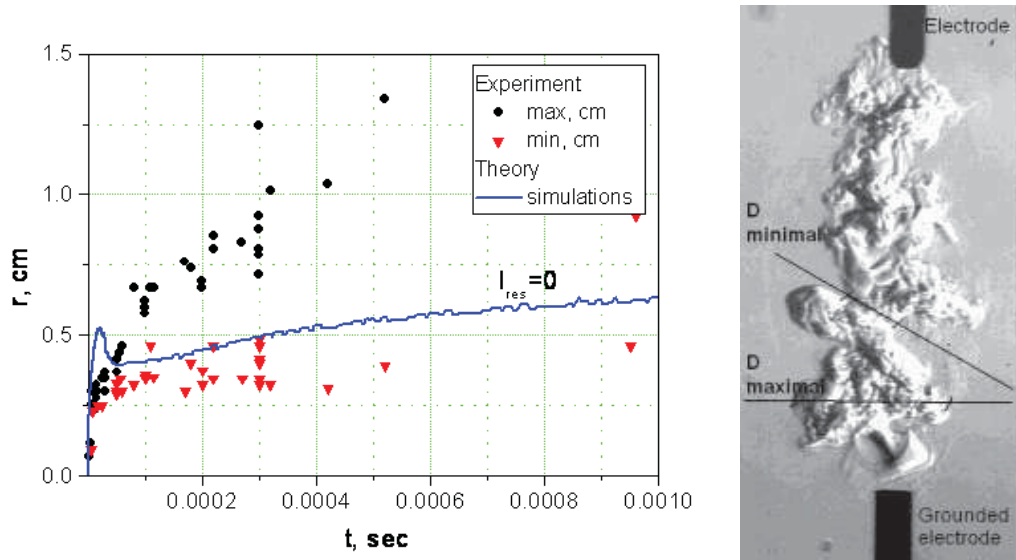 1.5
1.0
0.5
0.0
r, cm
0.0002
0.0004
0.0006
0.0008
0.0010
t, sec
Experiment
max, cm
min, cm
Theory
simulations
I_res=0
Electrode
D
minimal
D
maximal
Grounded
electrode